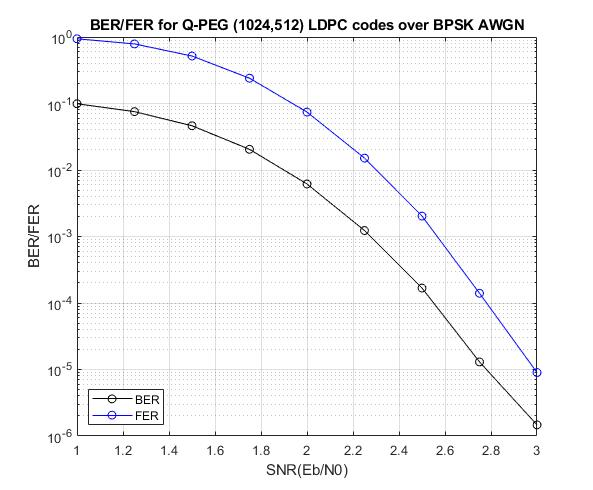 BER/FER for Q-PEG (1024,512) LDPC codes over BPSK AWGN
10^0
10^-1
10^-2
10^-3
10^-4
10^-5
10^-6
BER/FER
BER
FER
1 1.2 1.4 1.6 1.8 2 2.2 2.4 2.6 2.8 3
SNR(Eb/N0)